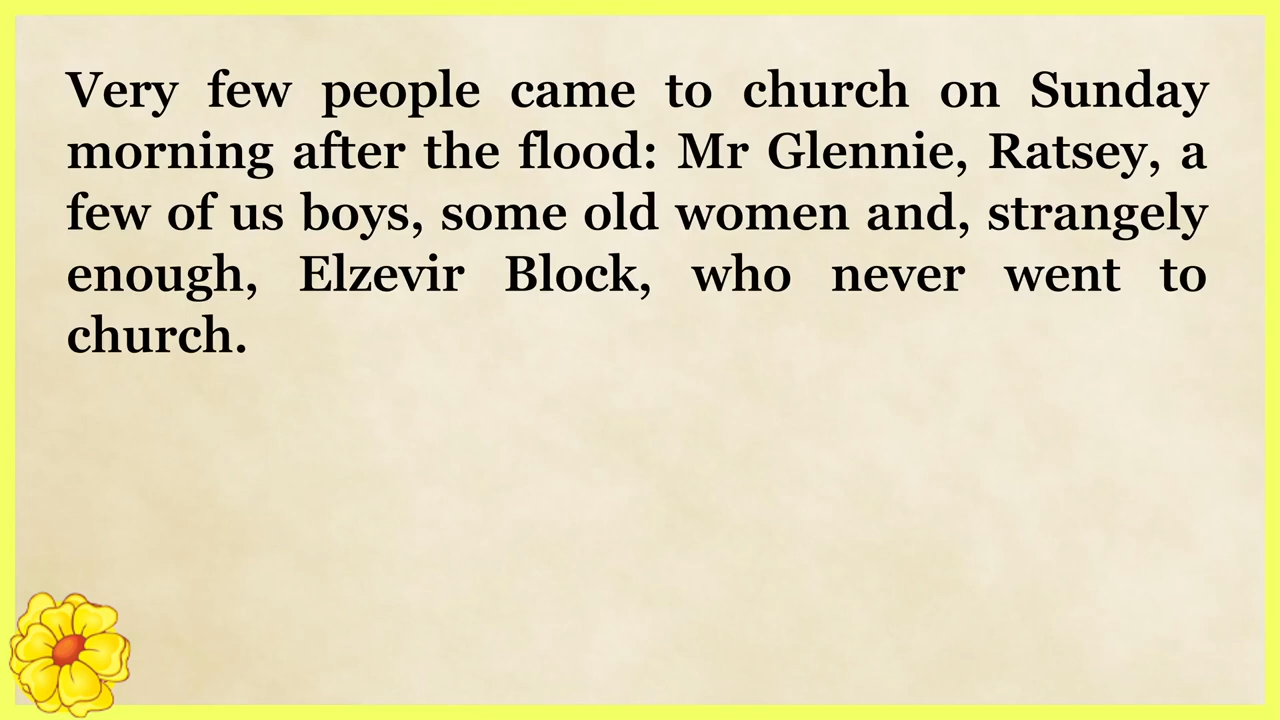 Very few people came to church on Sunday
morning after the flood: Mr Glennie, Ratsey, a
few of us boys, some old women and, strangely
enough, Elzevir Block, who never went to
church.